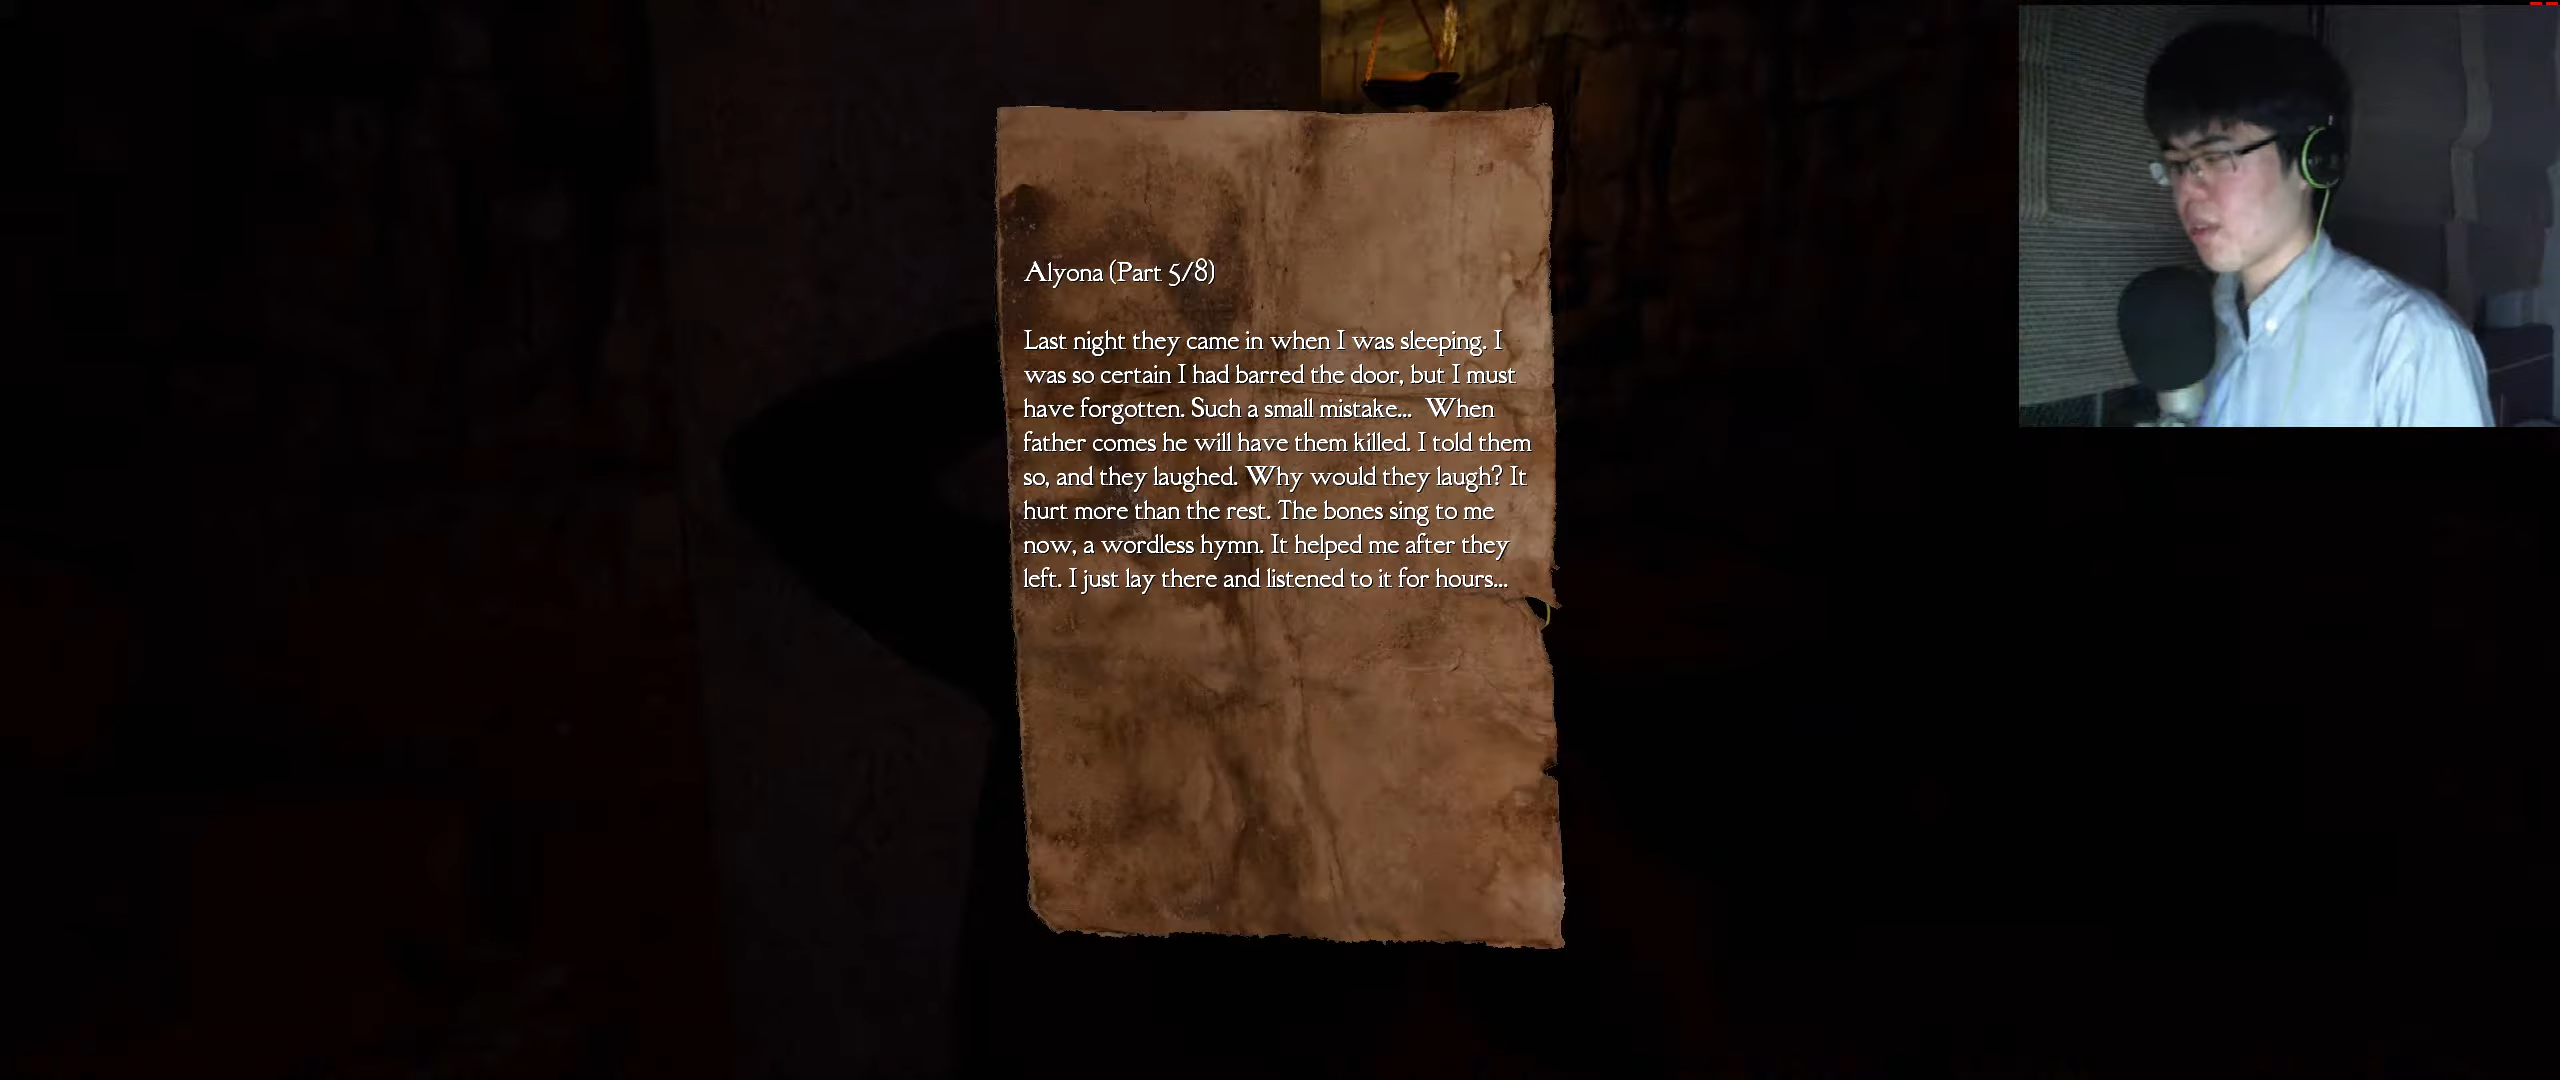 Alyona (Part 5/8)
Last night they came in when I was sleeping. I
was so certain I had barred the door, but I must
have forgotten. Such a small mistake...  When
father comes he will have them killed. I told them
so, and they laughed. Why would they laugh? It
hurt more than the rest. The bones sing to me
now, a wordless hymn. It helped me after they
left. I just lay there and listened to it for hours...